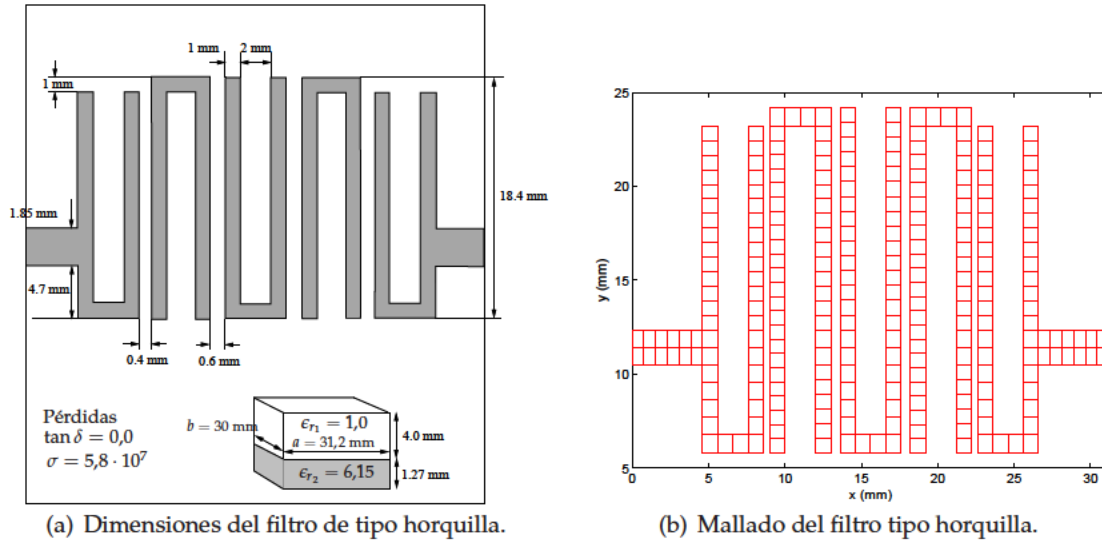 1 mm
2 mm
1 mm
18.4 mm
1.85 mm
4.7 mm
0.4 mm
0.6 mm
Pérdidas
tan δ = 0,0
σ = 5,8 · 10⁷
b = 30 mm
ϵr₁ = 1,0
a = 31,2 mm
4.0 mm
ϵr₂ = 6,15
1.27 mm
(a) Dimensiones del filtro de tipo horquilla.
25
20
15
10
5
y (mm)
0 5 10 15 20 25 30
x (mm)
(b) Mallado del filtro tipo horquilla.